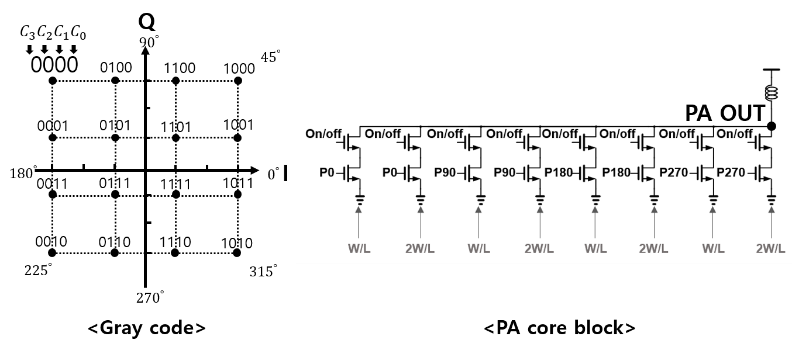 Q
90°
C₃C₂C₁C₀
45°
0000 0100 1100 1000
0001 0101 1101 1001
180° 0° I
0011 0111 1111 1011
0010 0110 1110 1010
225° 315°
270°
<Gray code>
PA OUT
On/off On/off On/off On/off On/off On/off On/off On/off
P0 P0 P90 P90 P180 P180 P270 P270
W/L 2W/L W/L 2W/L W/L 2W/L W/L 2W/L
<PA core block>